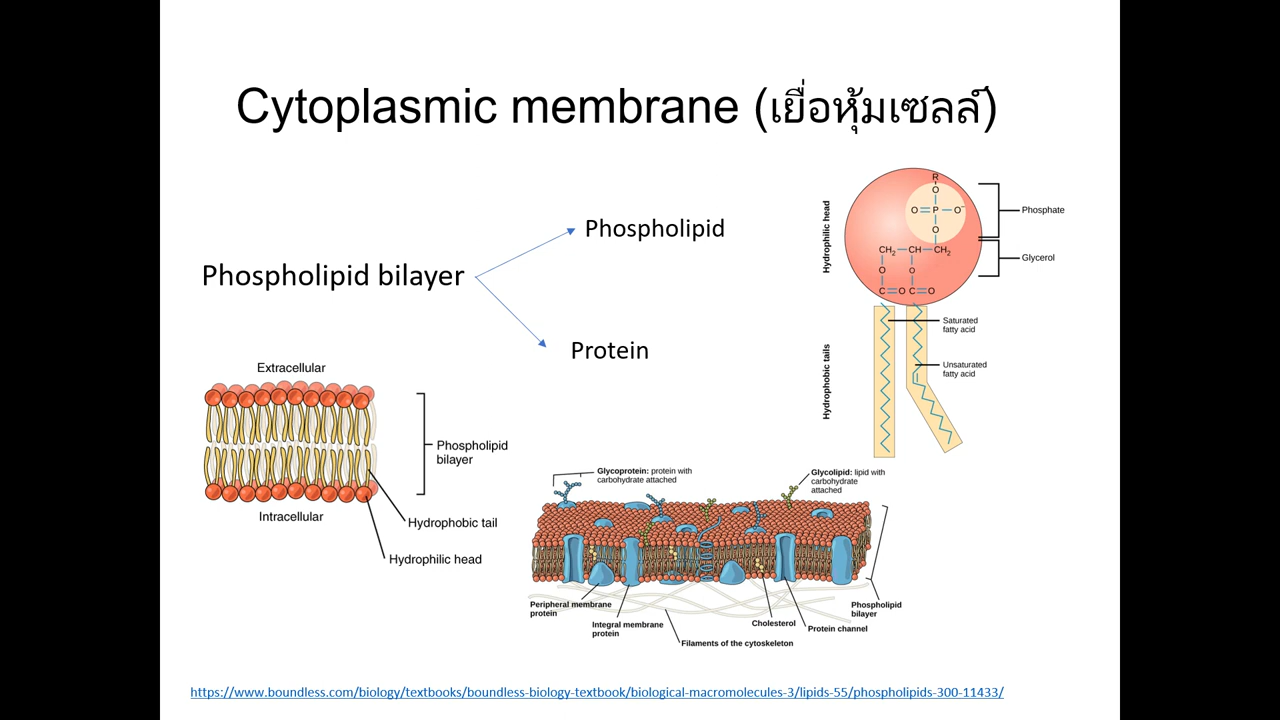 Cytoplasmic membrane (เยื่อหุ้มเซลล์)
Phospholipid
Phospholipid bilayer
Protein
Extracellular
Phospholipid
bilayer
Intracellular
Hydrophobic tail
Hydrophilic head
Hydrophilic head
R
O
O=P—O⁻
O
CH₂—CH—CH₂
O O
C=O C=O
Phosphate
Glycerol
Saturated
fatty acid
Unsaturated
fatty acid
Hydrophobic tails
Glycoprotein: protein with
carbohydrate attached
Glycolipid: lipid with
carbohydrate
attached
Peripheral membrane
protein
Integral membrane
protein
Filaments of the cytoskeleton
Cholesterol
Protein channel
Phospholipid
bilayer
https://www.boundless.com/biology/textbooks/boundless-biology-textbook/biological-macromolecules-3/lipids-55/phospholipids-300-11433/